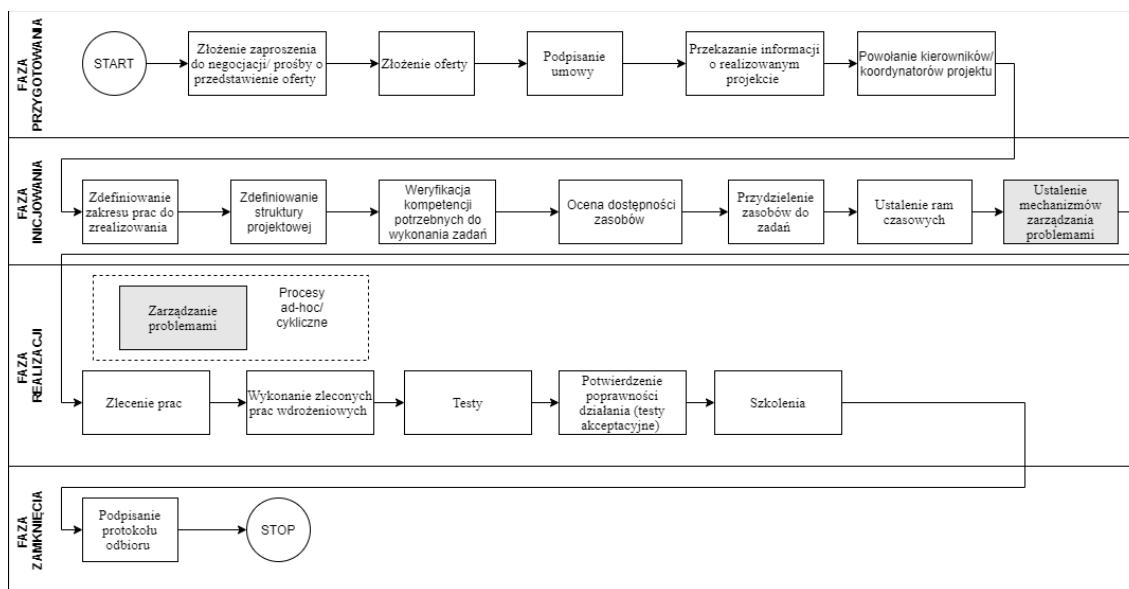 FAZA
PRZYGOTOWANIA
START
Złożenie zaproszenia
do negocjacji/ prośby o
przedstawienie oferty
Złożenie oferty
Podpisanie
umowy
Przekazanie informacji
o realizowanym
projekcie
Powołanie kierowników/
koordynatorów projektu
FAZA
INICJOWANIA
Zdefiniowanie
zakresu prac do
zrealizowania
Zdefiniowanie
struktury
projektowej
Weryfikacja
kompetencji
potrzebnych do
wykonania zadań
Ocena dostępności
zasobów
Przydzielenie
zasobów do
zadań
Ustalenie ram
czasowych
Ustalenie
mechanizmów
zarządzania
problemami
FAZA
REALIZACJI
Zarządzanie
problemami
Procesy
ad-hoc/
cykliczne
Zlecenie prac
Wykonanie zleconych
prac wdrożeniowych
Testy
Potwierdzenie
poprawności
działania (testy
akceptacyjne)
Szkolenia
FAZA
ZAMKNIĘCIA
Podpisanie
protokołu
odbioru
STOP